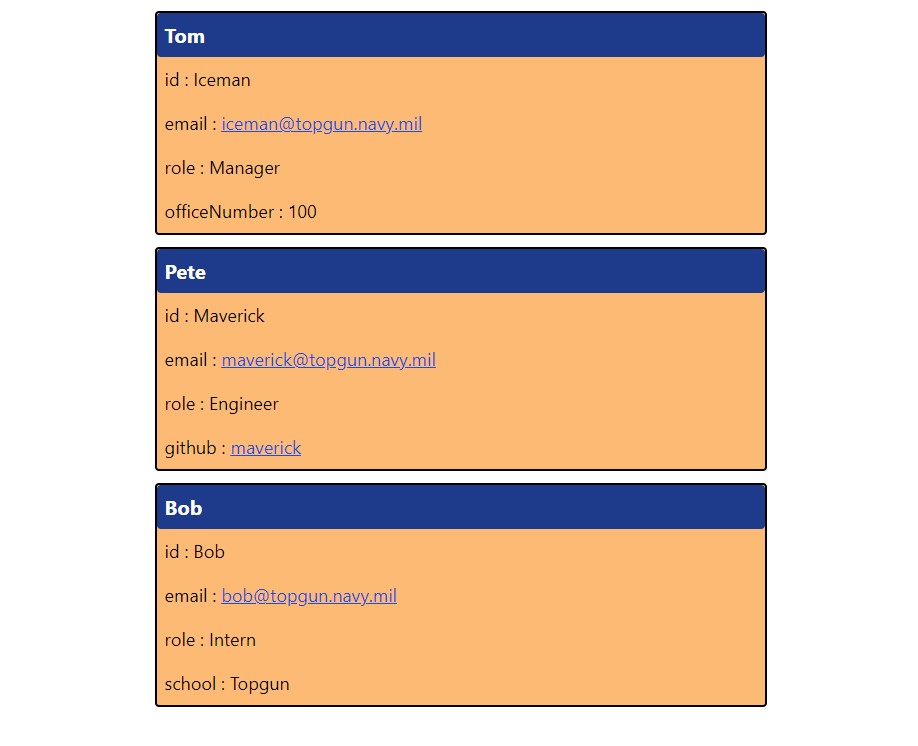 Tom
id : Iceman
email : iceman@topgun.navy.mil
role : Manager
officeNumber : 100
Pete
id : Maverick
email : maverick@topgun.navy.mil
role : Engineer
github : maverick
Bob
id : Bob
email : bob@topgun.navy.mil
role : Intern
school : Topgun